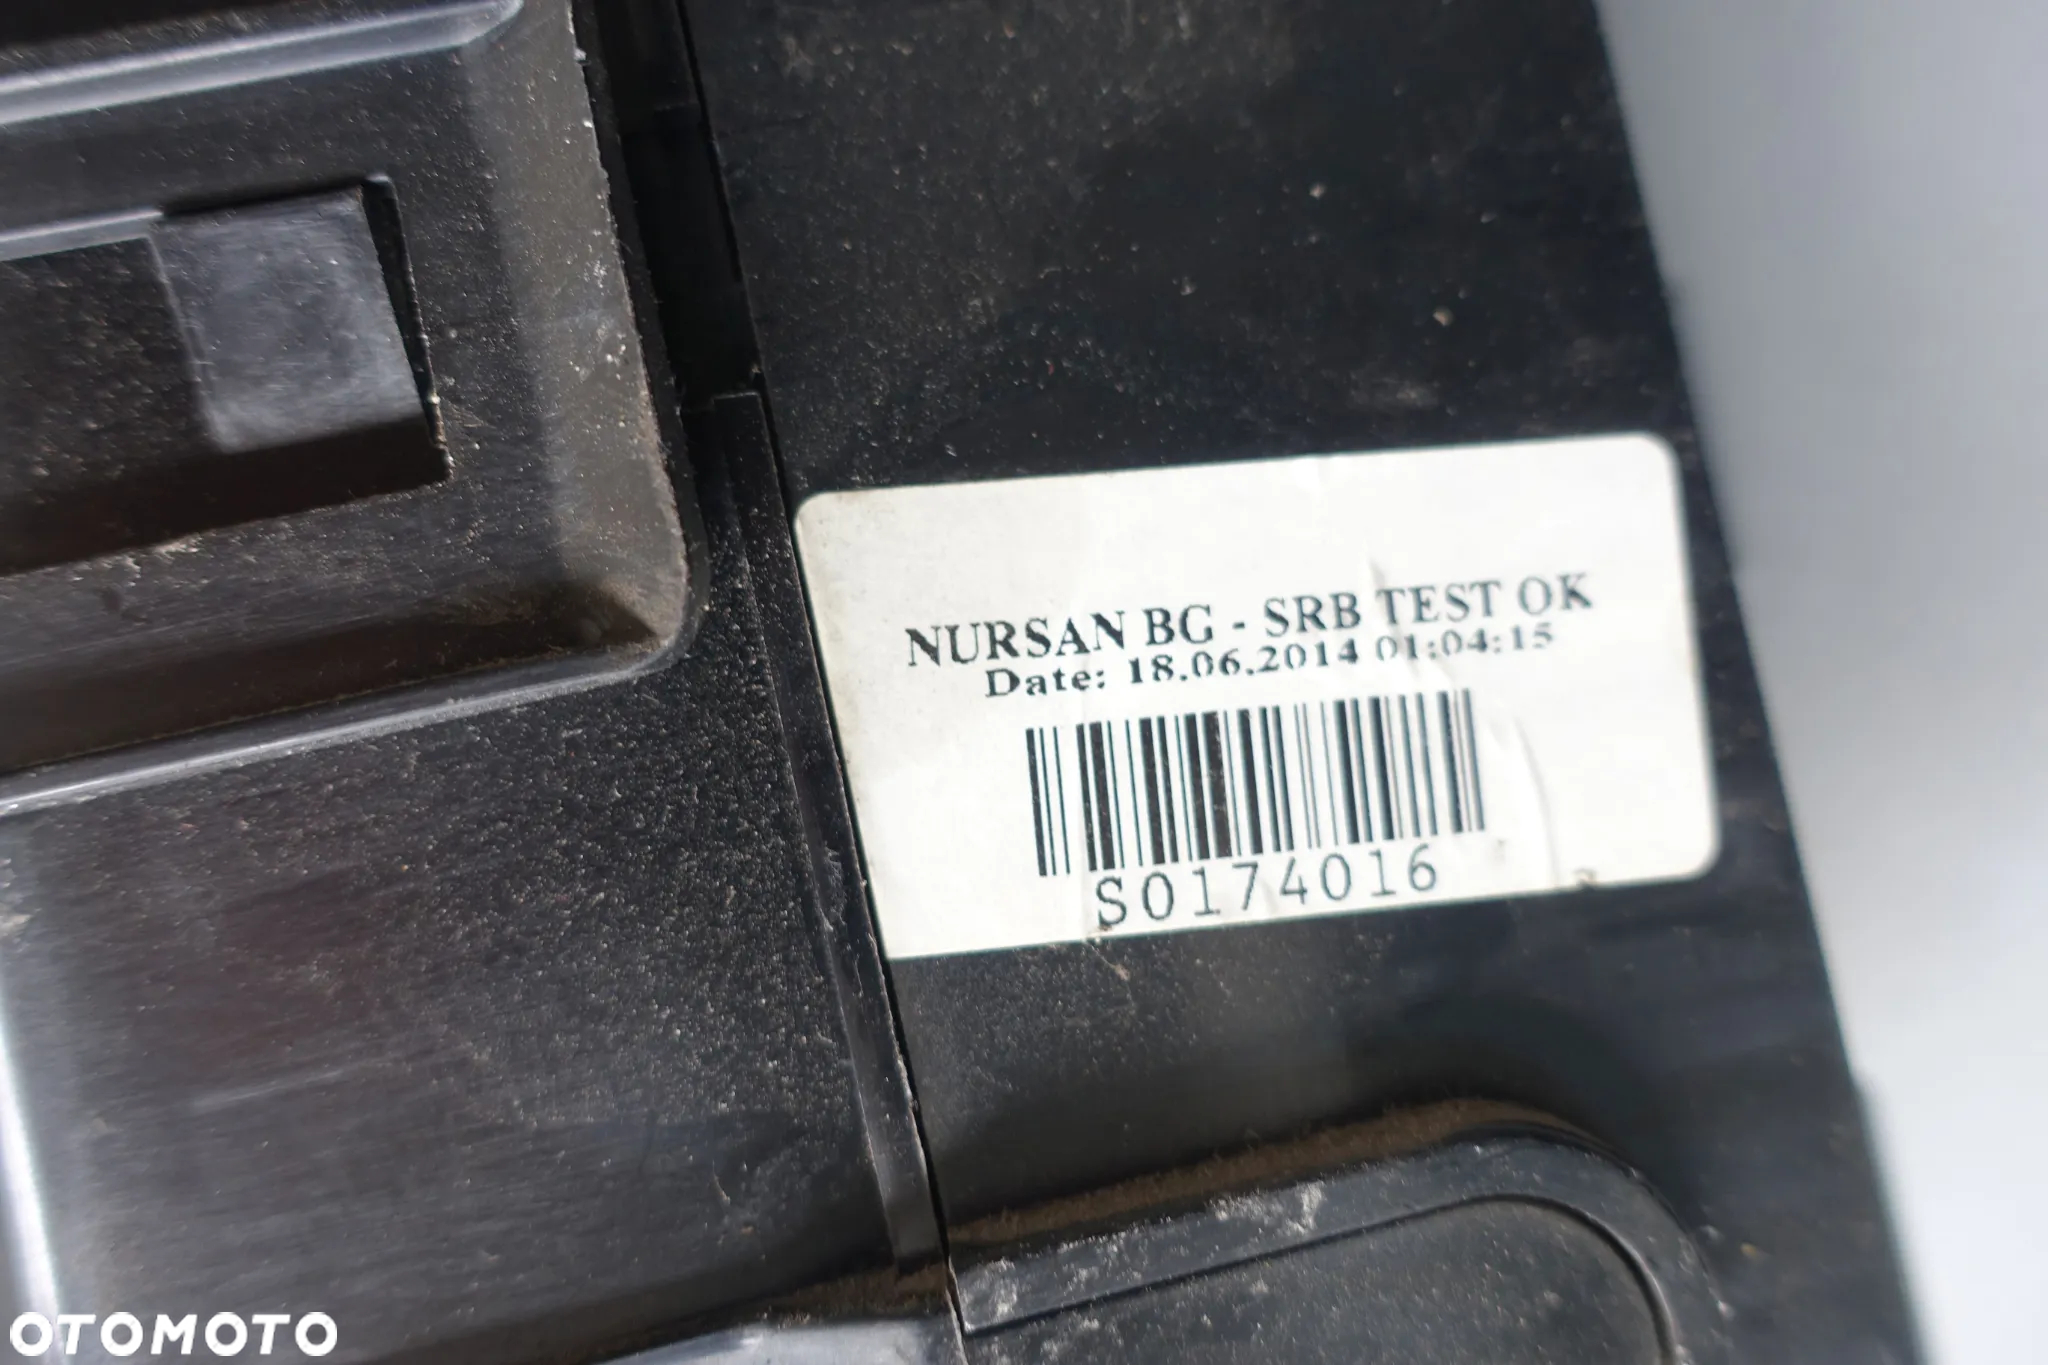 NURSAN BG - SRB TEST OK
Date: 18.06.2014 01:04:15
S0174016
OTOMOTO